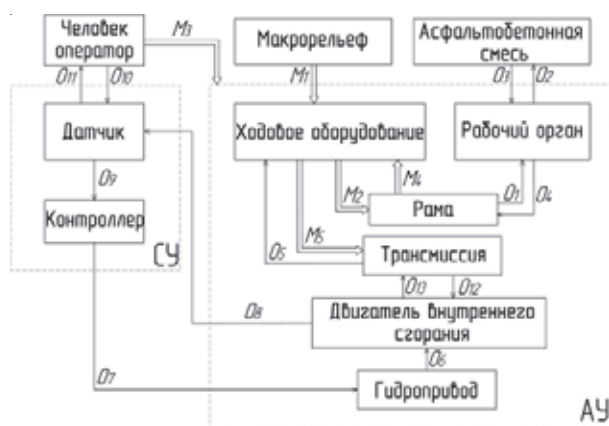 Человек
оператор
M3
Макрорельеф
Асфальтобетонная
смесь
O11
O10
M1
O3
O2
Датчик
Ходовое оборудование
Рабочий орган
O9
M2
M4
O1
O4
Рама
Контроллер
СУ
O5
M5
Трансмиссия
O13
O12
O8
Двигатель внутреннего
сгорания
O6
O7
Гидропривод
АУ